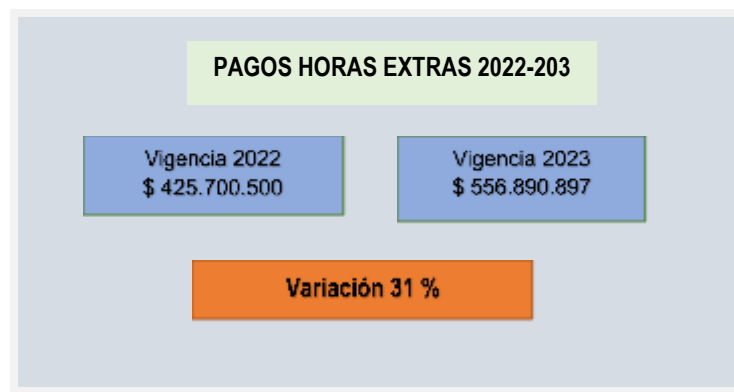 PAGOS HORAS EXTRAS 2022-203
Vigencia 2022
$ 425.700.500
Vigencia 2023
$ 556.890.897
Variación 31 %